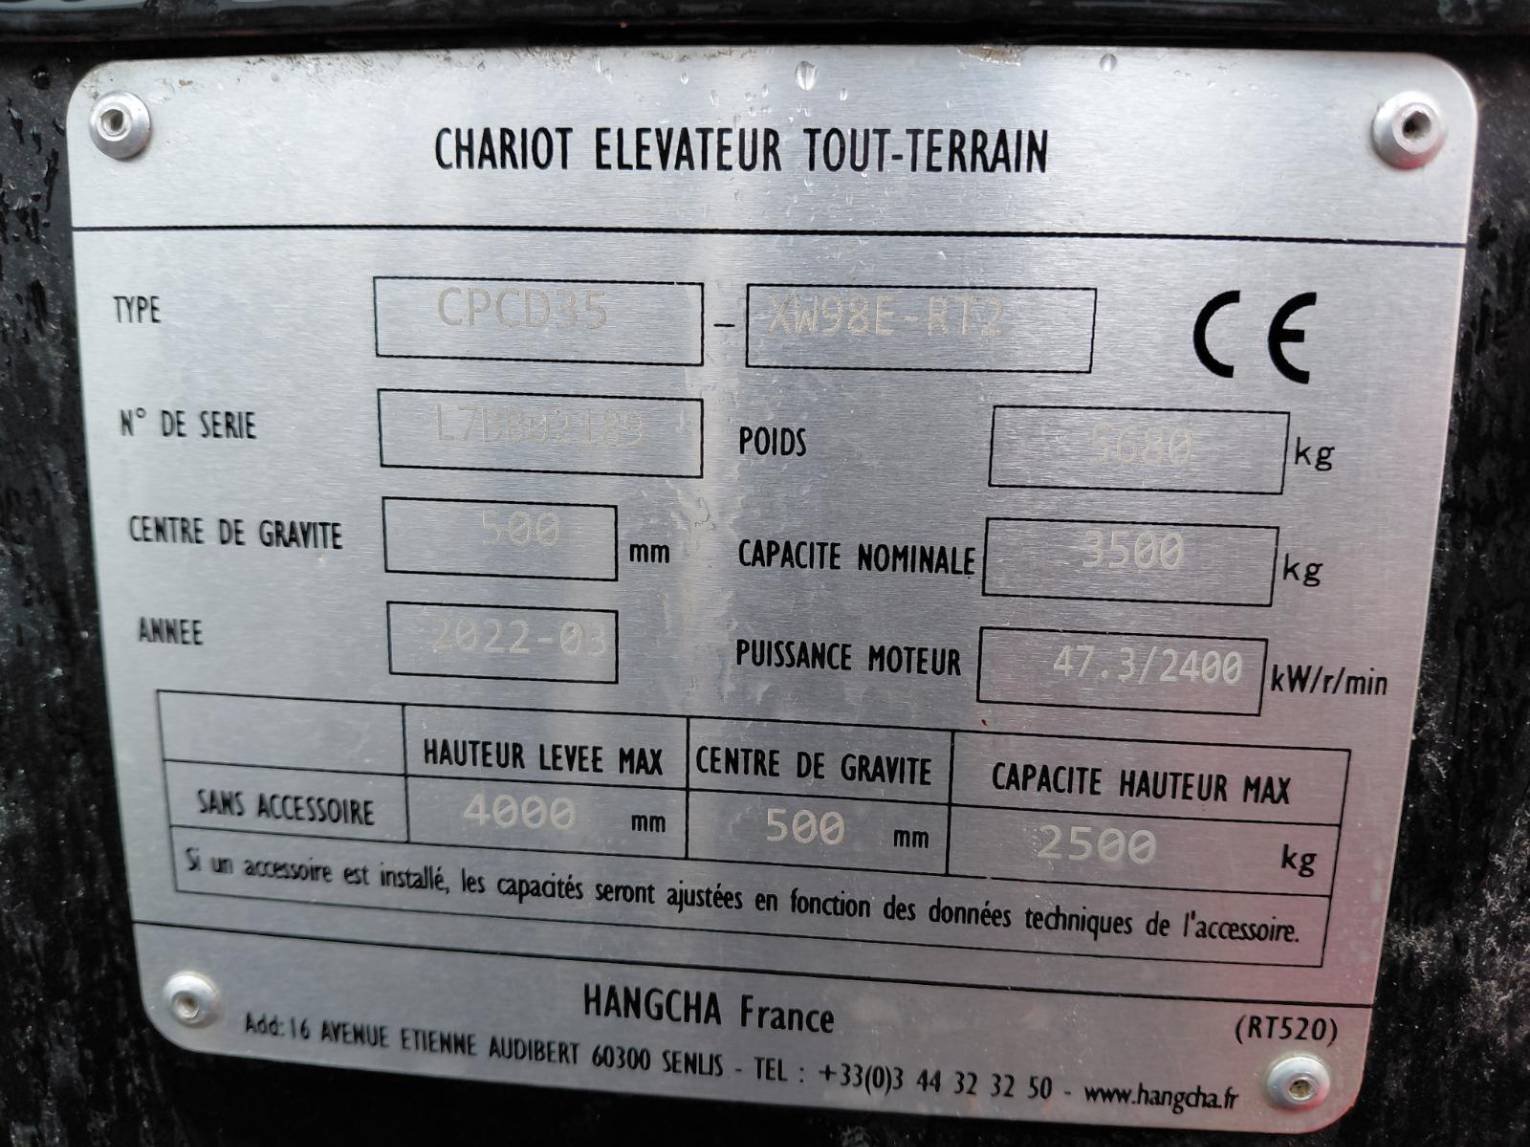 CHARIOT ELEVATEUR TOUT-TERRAIN
TYPE CPCD35 - XW98E-RT2 CE
N° DE SERIE POIDS 5680 kg
CENTRE DE GRAVITE 500 mm CAPACITE NOMINALE 3500 kg
ANNEE 2022-03 PUISSANCE MOTEUR 47.3/2400 kW/r/min
HAUTEUR LEVEE MAX CENTRE DE GRAVITE CAPACITE HAUTEUR MAX
SANS ACCESSOIRE 4000 mm 500 mm 2500 kg
Si un accessoire est installé, les capacités seront ajustées en fonction des données techniques de l'accessoire.
HANGCHA France (RT520)
Add:16 AVENUE ETIENNE AUDIBERT 60300 SENLIS - TEL : +33(0)3 44 32 32 50 - www.hangcha.fr